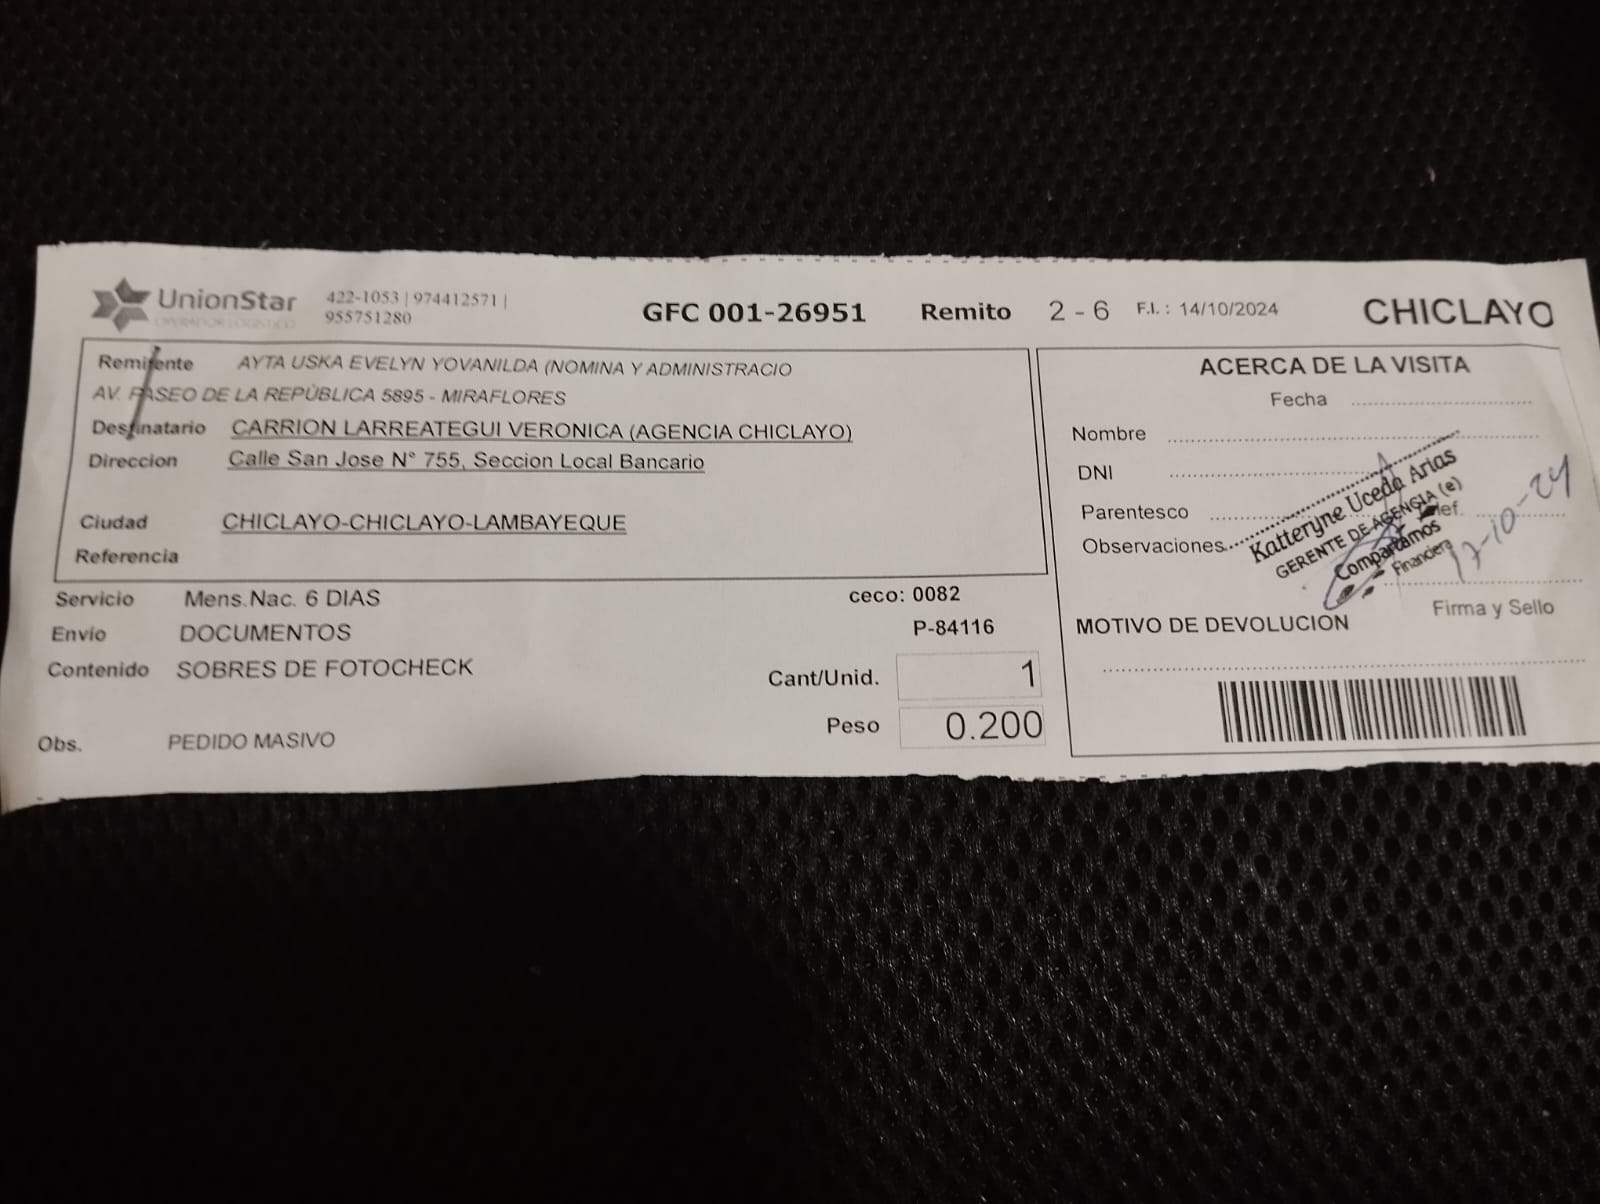 UnionStar
OPERADOR LOGISTICO
422-1053 | 974412571 |
955751280
GFC 001-26951 Remito 2 - 6 F.I. : 14/10/2024 CHICLAYO
Remitente AYTA USKA EVELYN YOVANILDA (NOMINA Y ADMINISTRACIO
AV. PASEO DE LA REPÚBLICA 5895 - MIRAFLORES
Destinatario CARRION LARREATEGUI VERONICA (AGENCIA CHICLAYO)
Direccion Calle San Jose N° 755, Seccion Local Bancario
Ciudad CHICLAYO-CHICLAYO-LAMBAYEQUE
Referencia
Servicio Mens.Nac. 6 DIAS ceco: 0082
Envio DOCUMENTOS P-84116
Contenido SOBRES DE FOTOCHECK Cant/Unid. 1
Peso 0.200
Obs. PEDIDO MASIVO
ACERCA DE LA VISITA
Fecha
Nombre
DNI
Parentesco Telef.
Observaciones
Katteryne Uceda Arias
GERENTE DE AGENCIA (e)
Compartamos
Financiera
17-10-24
Firma y Sello
MOTIVO DE DEVOLUCION